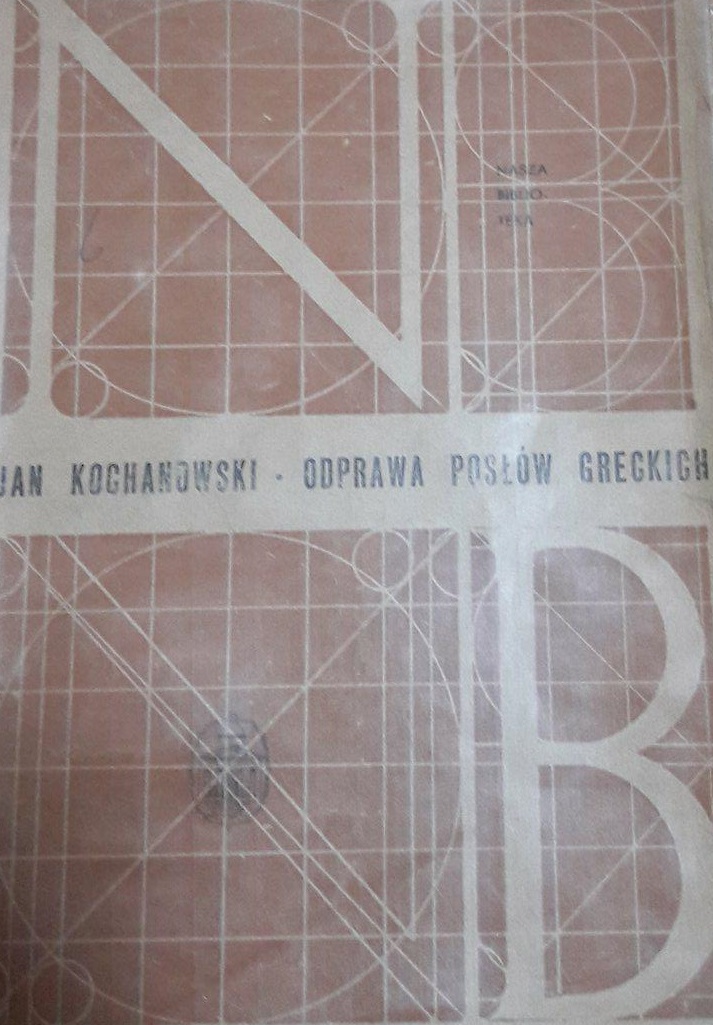 N
NASZA
BIBLIO-
TEKA
JAN KOCHANOWSKI · ODPRAWA POSŁÓW GRECKICH
B